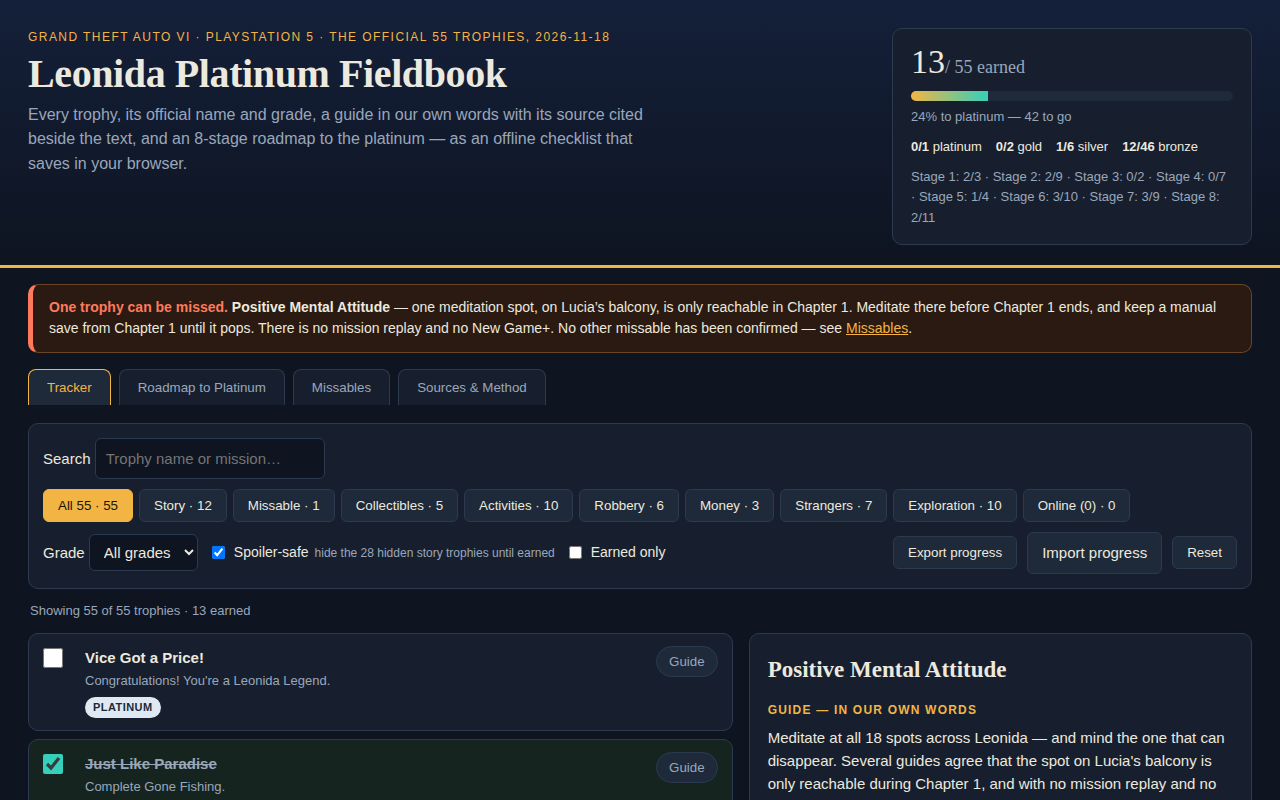 GRAND THEFT AUTO VI · PLAYSTATION 5 · THE OFFICIAL 55 TROPHIES, 2026-11-18
Leonida Platinum Fieldbook
Every trophy, its official name and grade, a guide in our own words with its source cited
beside the text, and an 8-stage roadmap to the platinum — as an offline checklist that
saves in your browser.
13/ 55 earned
24% to platinum — 42 to go
0/1 platinum 0/2 gold 1/6 silver 12/46 bronze
Stage 1: 2/3 · Stage 2: 2/9 · Stage 3: 0/2 · Stage 4: 0/7
· Stage 5: 1/4 · Stage 6: 3/10 · Stage 7: 3/9 · Stage 8:
2/11
One trophy can be missed. Positive Mental Attitude — one meditation spot, on Lucia's balcony, is only reachable in Chapter 1. Meditate there before Chapter 1 ends, and keep a manual
save from Chapter 1 until it pops. There is no mission replay and no New Game+. No other missable has been confirmed — see Missables.
Tracker
Roadmap to Platinum
Missables
Sources & Method
Search Trophy name or mission…
All 55 · 55
Story · 12
Missable · 1
Collectibles · 5
Activities · 10
Robbery · 6
Money · 3
Strangers · 7
Exploration · 10
Online (0) · 0
Grade All grades
Spoiler-safe hide the 28 hidden story trophies until earned
Earned only
Export progress
Import progress
Reset
Showing 55 of 55 trophies · 13 earned
Vice Got a Price!
Congratulations! You're a Leonida Legend.
PLATINUM
Guide
Just Like Paradise
Complete Gone Fishing.
Guide
Positive Mental Attitude
GUIDE — IN OUR OWN WORDS
Meditate at all 18 spots across Leonida — and mind the one that can
disappear. Several guides agree that the spot on Lucia's balcony is
only reachable during Chapter 1, and with no mission replay and no